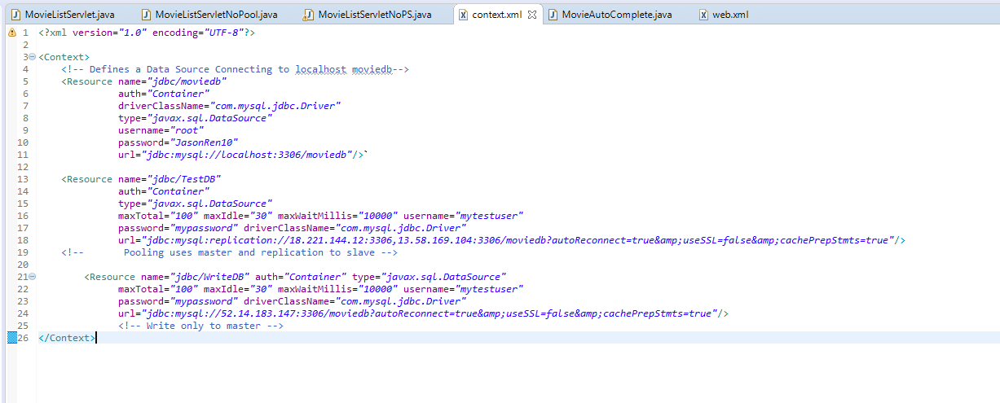 MovieListServlet.java MovieListServletNoPool.java MovieListServletNoPS.java context.xml MovieAutoComplete.java web.xml
1 <?xml version="1.0" encoding="UTF-8"?>
2
3 <Context>
4 <!-- Defines a Data Source Connecting to localhost moviedb-->
5 <Resource name="jdbc/moviedb"
6 auth="Container"
7 driverClassName="com.mysql.jdbc.Driver"
8 type="javax.sql.DataSource"
9 username="root"
10 password="JasonRen10"
11 url="jdbc:mysql://localhost:3306/moviedb"/>`
12
13 <Resource name="jdbc/TestDB"
14 auth="Container"
15 type="javax.sql.DataSource"
16 maxTotal="100" maxIdle="30" maxWaitMillis="10000" username="mytestuser"
17 password="mypassword" driverClassName="com.mysql.jdbc.Driver"
18 url="jdbc:mysql:replication://18.221.144.12:3306,13.58.169.104:3306/moviedb?autoReconnect=true&amp;useSSL=false&amp;cachePrepStmts=true"/>
19 <!-- Pooling uses master and replication to slave -->
20
21 <Resource name="jdbc/WriteDB" auth="Container" type="javax.sql.DataSource"
22 maxTotal="100" maxIdle="30" maxWaitMillis="10000" username="mytestuser"
23 password="mypassword" driverClassName="com.mysql.jdbc.Driver"
24 url="jdbc:mysql://52.14.183.147:3306/moviedb?autoReconnect=true&amp;useSSL=false&amp;cachePrepStmts=true"/>
25 <!-- Write only to master -->
26 </Context>